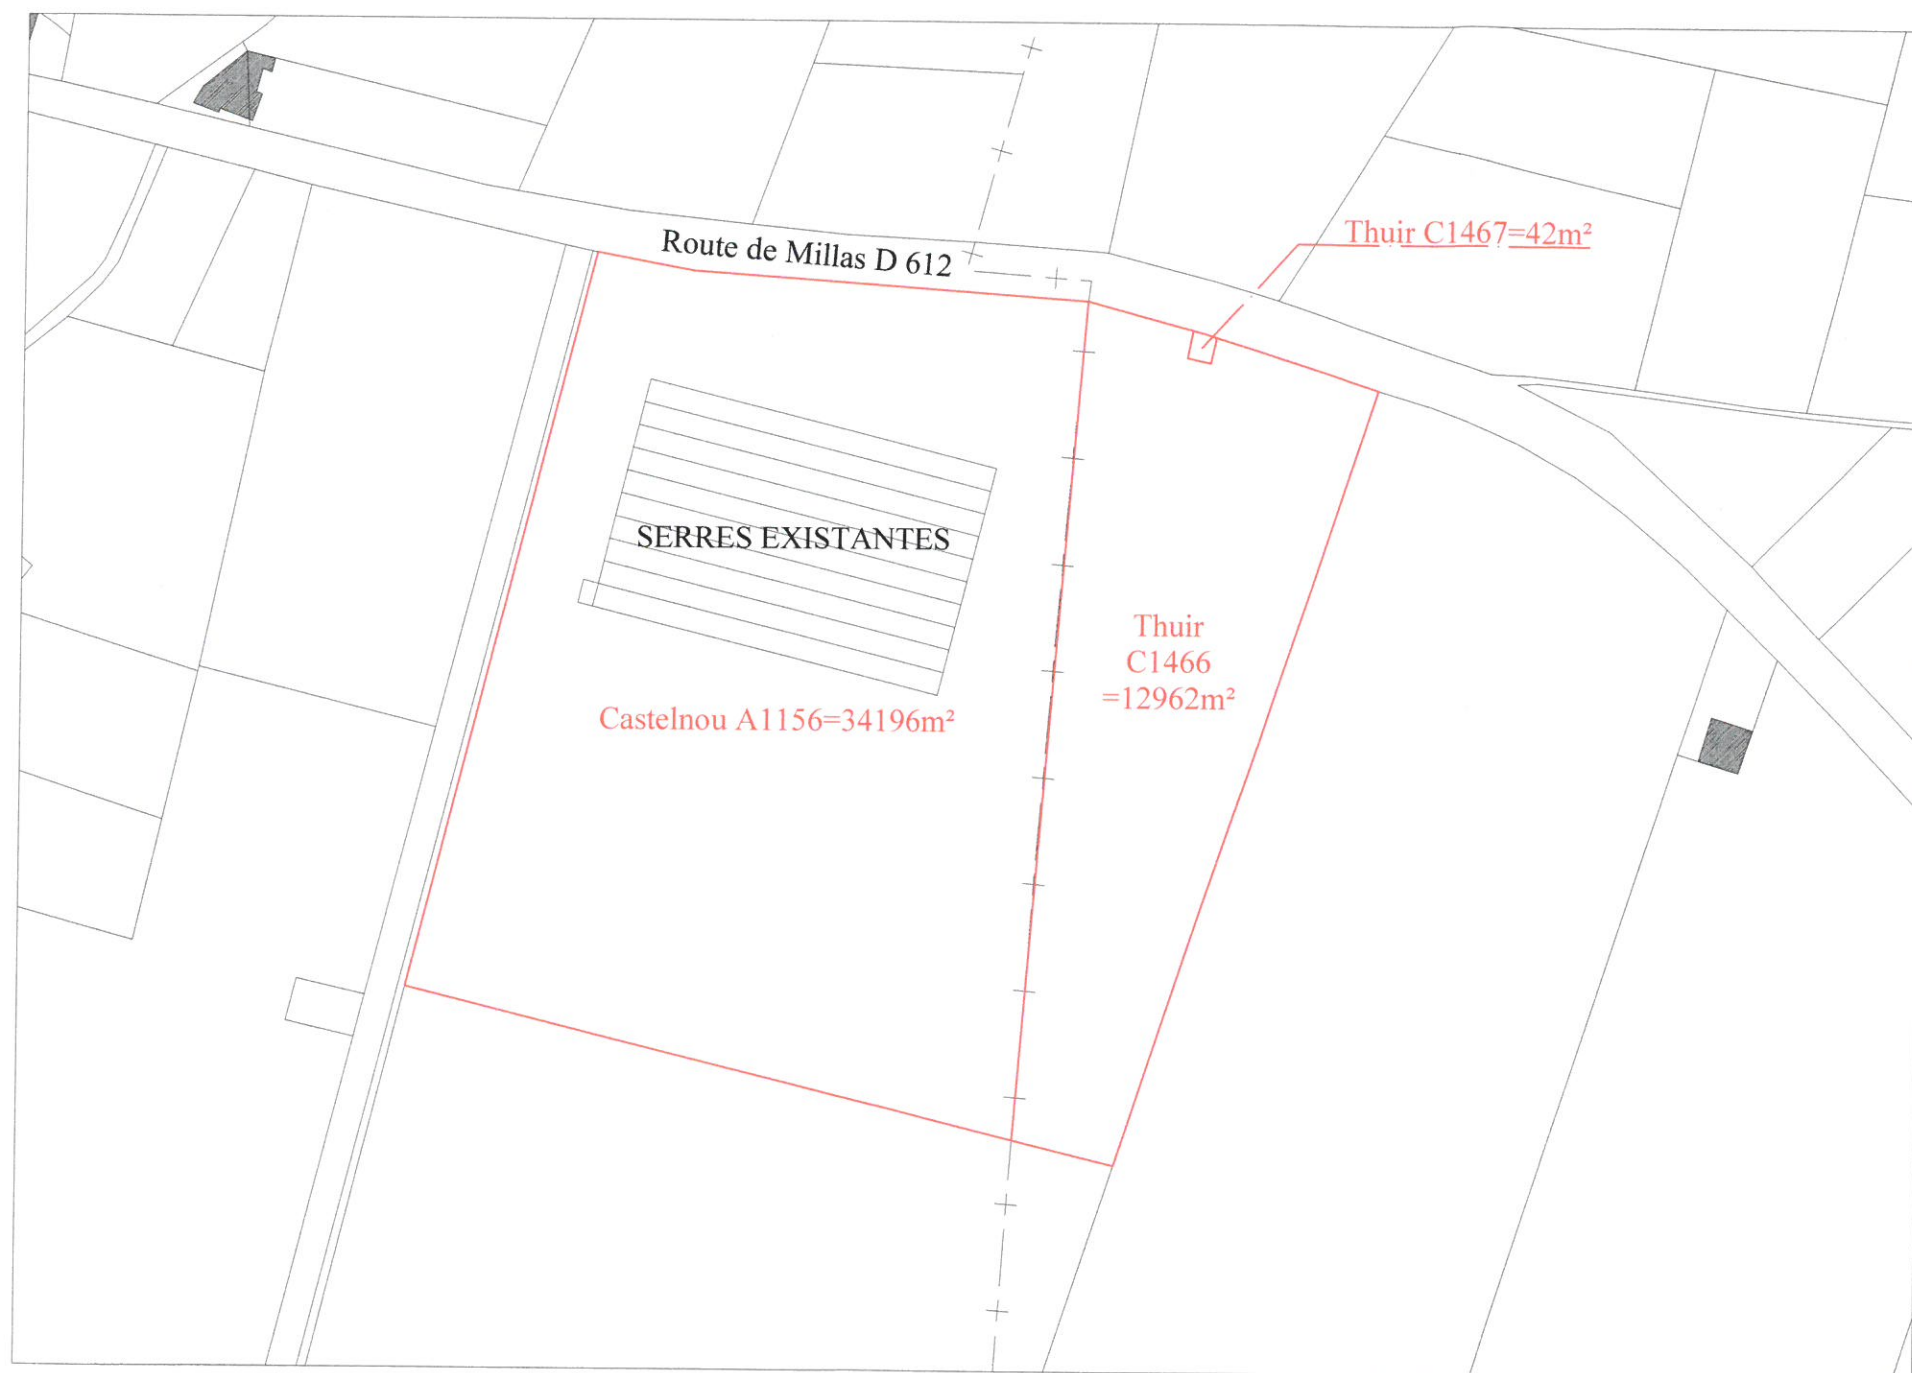 Thuir C1467=42m²
Route de Millas D 612
SERRES EXISTANTES
Thuir
C1466
=12962m²
Castelnou A1156=34196m²